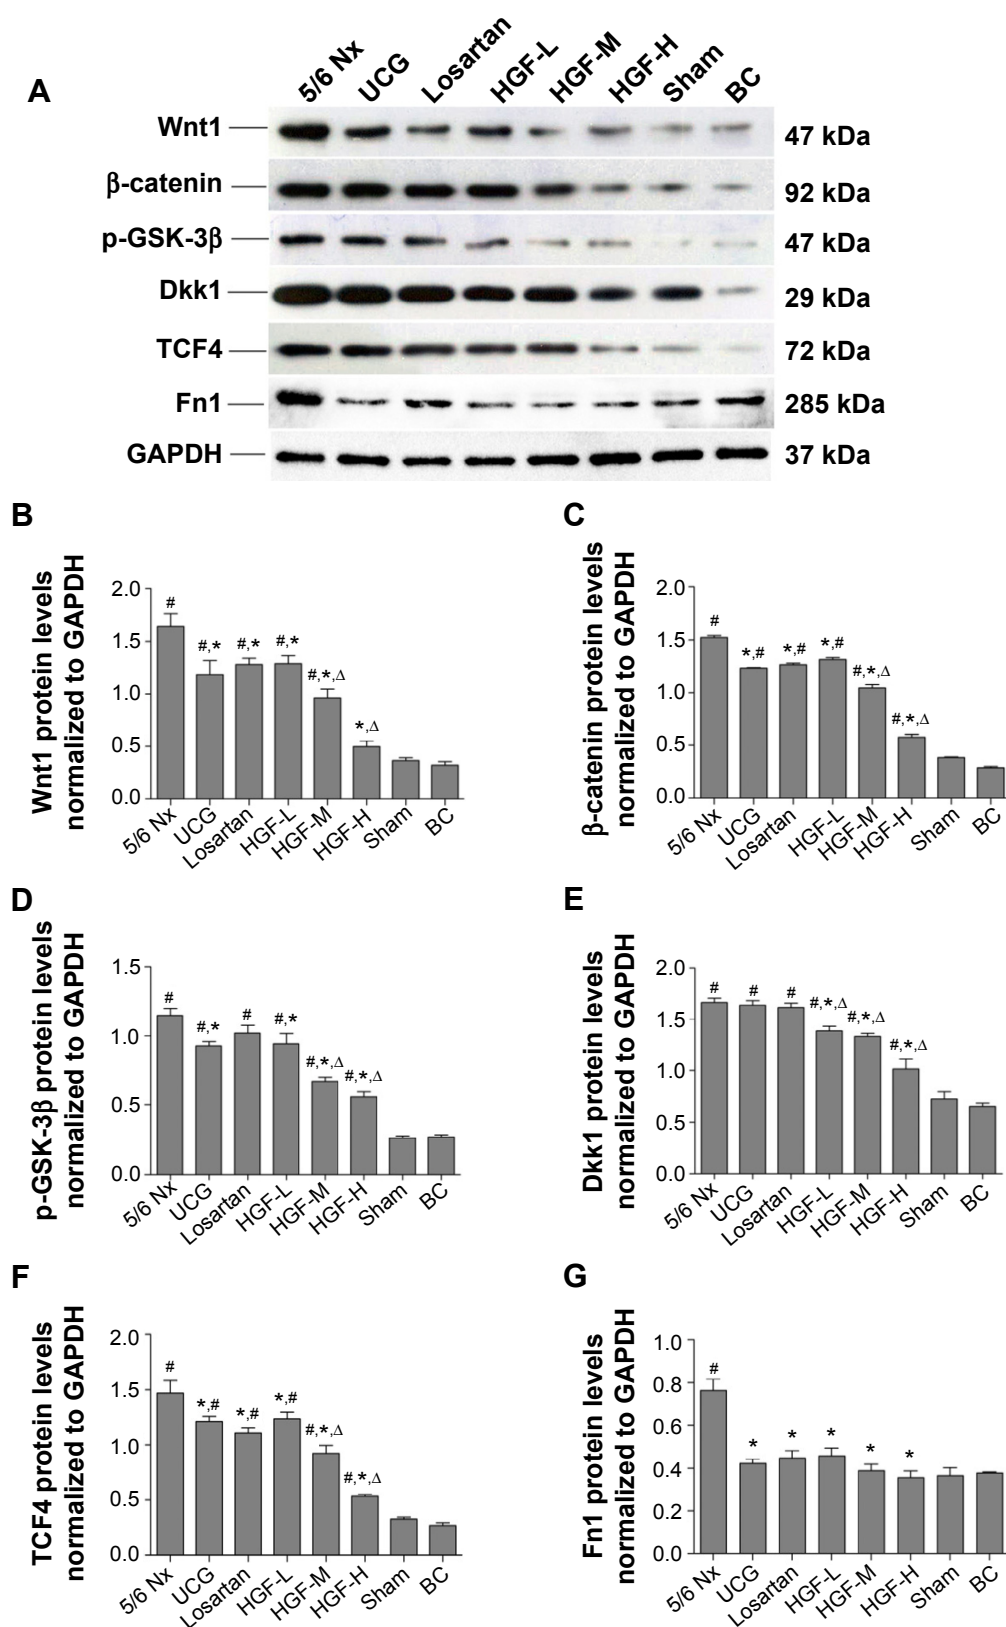 A
5/6 Nx UCG Losartan HGF-L HGF-M HGF-H Sham BC
Wnt1 47 kDa
β-catenin 92 kDa
p-GSK-3β 47 kDa
Dkk1 29 kDa
TCF4 72 kDa
Fn1 285 kDa
GAPDH 37 kDa
B
Wnt1 protein levels
normalized to GAPDH
2.0
1.5
1.0
0.5
0.0
# #,* #,* #,* #,*,Δ *,Δ
5/6 Nx UCG Losartan HGF-L HGF-M HGF-H Sham BC
C
β-catenin protein levels
normalized to GAPDH
2.0
1.5
1.0
0.5
0.0
# *,# *,# *,# #,*,Δ #,*,Δ
5/6 Nx UCG Losartan HGF-L HGF-M HGF-H Sham BC
D
p-GSK-3β protein levels
normalized to GAPDH
1.5
1.0
0.5
0.0
# #,* # #,* #,*,Δ #,*,Δ
5/6 Nx UCG Losartan HGF-L HGF-M HGF-H Sham BC
E
Dkk1 protein levels
normalized to GAPDH
2.0
1.5
1.0
0.5
0.0
# # # #,*,Δ #,*,Δ #,*,Δ
5/6 Nx UCG Losartan HGF-L HGF-M HGF-H Sham BC
F
TCF4 protein levels
normalized to GAPDH
2.0
1.5
1.0
0.5
0.0
# *,# *,# *,# #,*,Δ #,*,Δ
5/6 Nx UCG Losartan HGF-L HGF-M HGF-H Sham BC
G
Fn1 protein levels
normalized to GAPDH
1.0
0.8
0.6
0.4
0.2
0.0
# * * * * *
5/6 Nx UCG Losartan HGF-L HGF-M HGF-H Sham BC